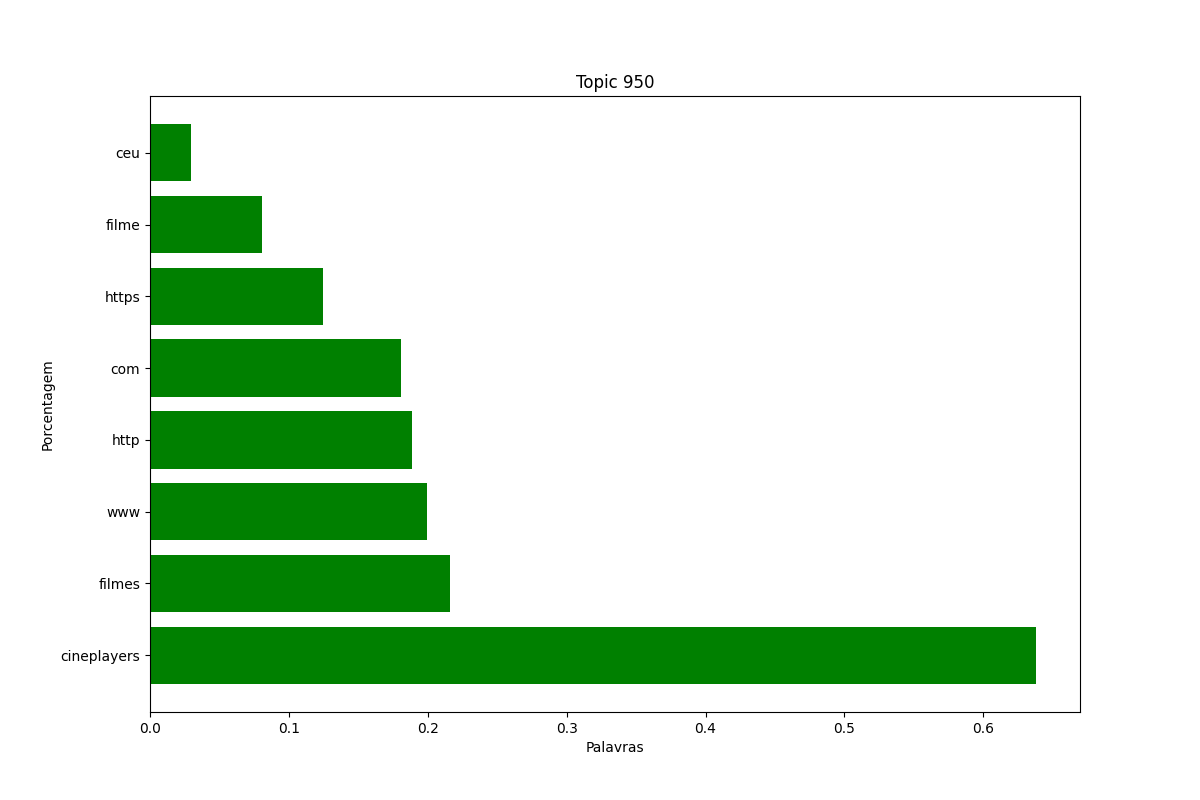 Topic 950
Porcentagem
ceu
filme
https
com
http
www
filmes
cineplayers
0.0 0.1 0.2 0.3 0.4 0.5 0.6
Palavras